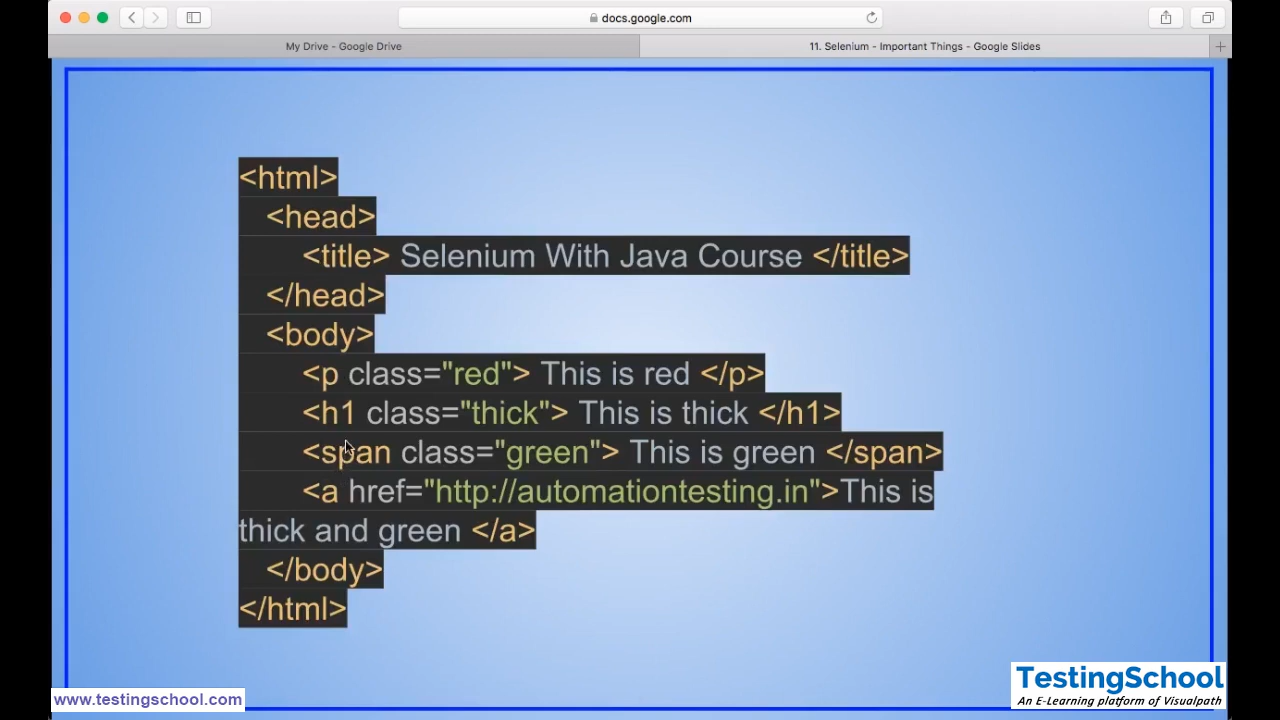 docs.google.com
My Drive - Google Drive
11. Selenium - Important Things - Google Slides
<html>
<head>
<title> Selenium With Java Course </title>
</head>
<body>
<p class="red"> This is red </p>
<h1 class="thick"> This is thick </h1>
<span class="green"> This is green </span>
<a href="http://automationtesting.in">This is
thick and green </a>
</body>
</html>
www.testingschool.com
TestingSchool
An E-Learning platform of Visualpath